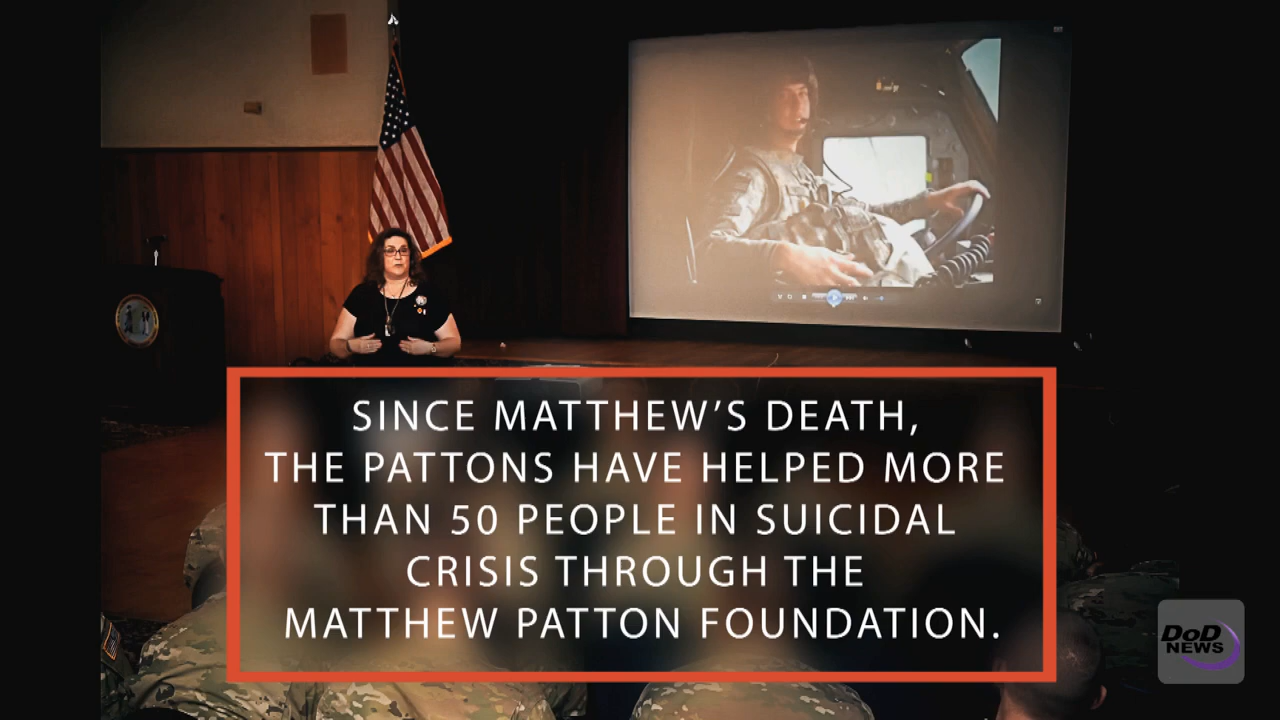 SINCE MATTHEW'S DEATH,
THE PATTONS HAVE HELPED MORE
THAN 50 PEOPLE IN SUICIDAL
CRISIS THROUGH THE
MATTHEW PATTON FOUNDATION.
DoD
NEWS